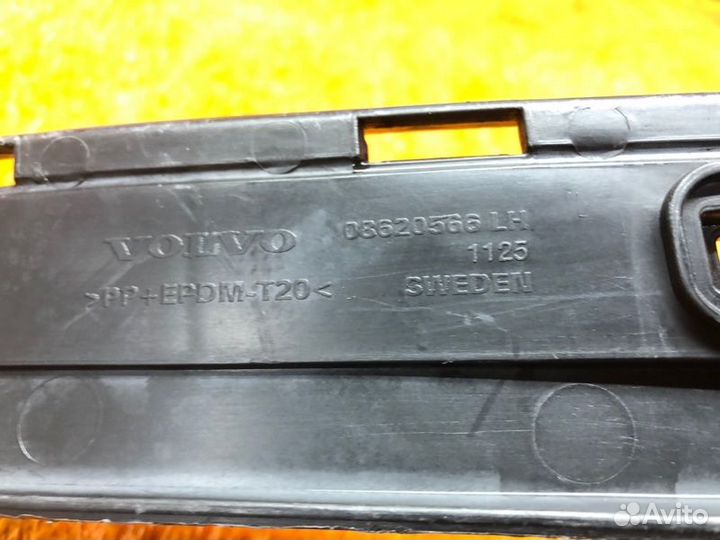 VOLVO
08620566 LH
1125
>PP+EPDM-T20<
SWEDEN
Avito